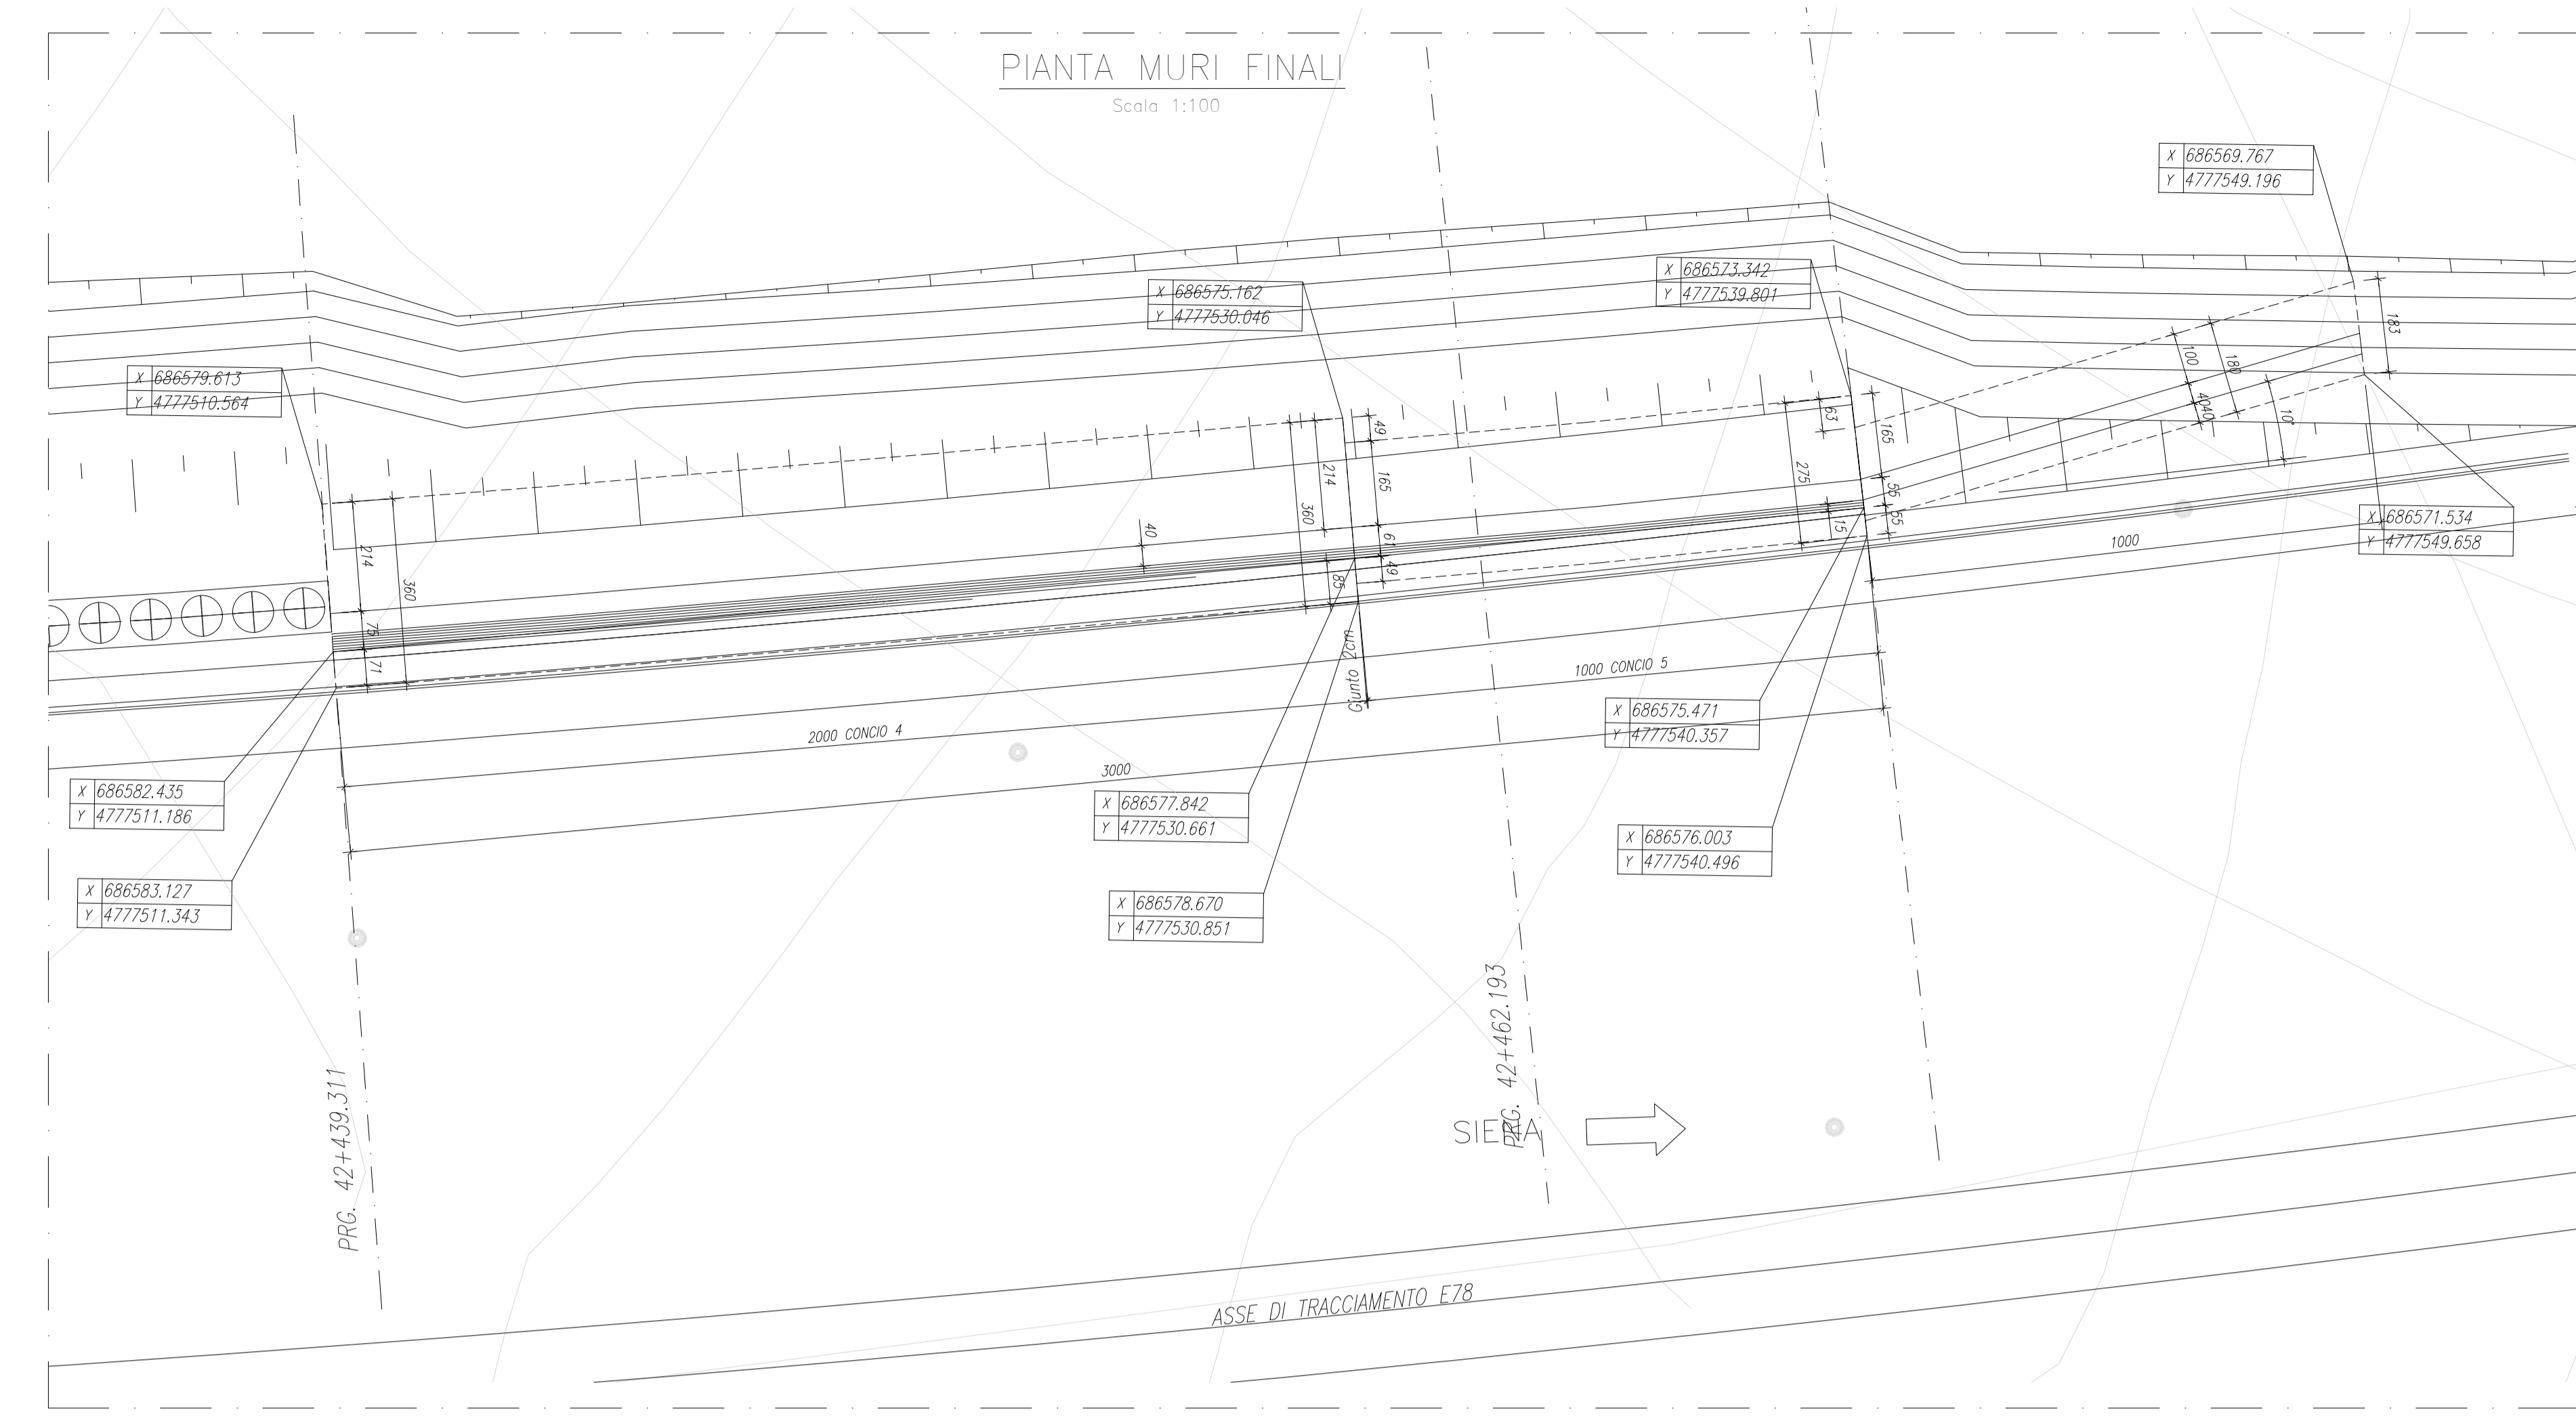 PIANTA MURI FINALI
Scala 1:100
X 686569.767
Y 4777549.196
X 686573.342
Y 4777539.801
X 686575.162
Y 4777530.046
X 686579.613
Y 4777510.564
183
100
180
4040
10°
63
165
275
55
15
55
49
214
165
360
61
49
85
40
214
360
75
71
X 686571.534
Y 4777549.658
1000
Giunto 2cm
1000 CONCIO 5
2000 CONCIO 4
3000
X 686575.471
Y 4777540.357
X 686582.435
Y 4777511.186
X 686577.842
Y 4777530.661
X 686576.003
Y 4777540.496
X 686583.127
Y 4777511.343
X 686578.670
Y 4777530.851
PRG. 42+439.311
PRG. 42+462.193
SIENA
ASSE DI TRACCIAMENTO E78